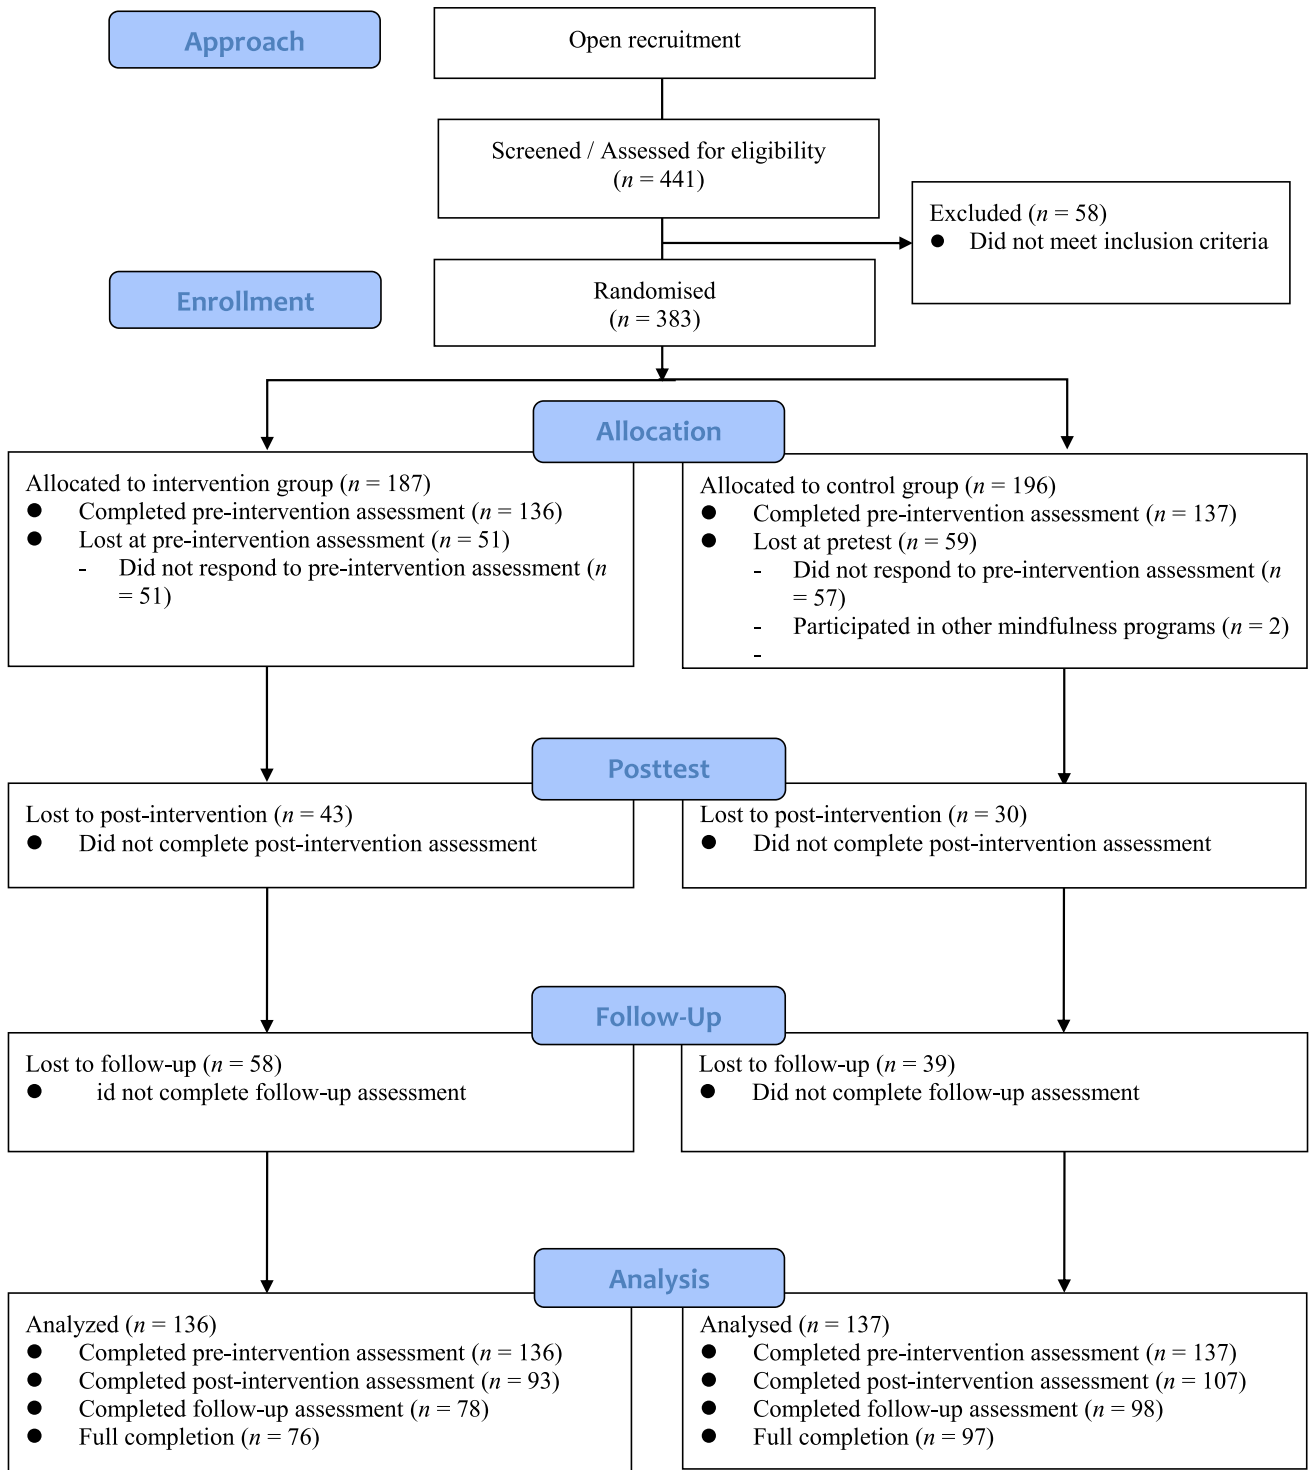 Approach
Open recruitment
Screened / Assessed for eligibility
(n = 441)
Excluded (n = 58)
● Did not meet inclusion criteria
Enrollment
Randomised
(n = 383)
Allocation
Allocated to intervention group (n = 187)
● Completed pre-intervention assessment (n = 136)
● Lost at pre-intervention assessment (n = 51)
- Did not respond to pre-intervention assessment (n
= 51)
Allocated to control group (n = 196)
● Completed pre-intervention assessment (n = 137)
● Lost at pretest (n = 59)
- Did not respond to pre-intervention assessment (n
= 57)
- Participated in other mindfulness programs (n = 2)
-
Posttest
Lost to post-intervention (n = 43)
● Did not complete post-intervention assessment
Lost to post-intervention (n = 30)
● Did not complete post-intervention assessment
Follow-Up
Lost to follow-up (n = 58)
● id not complete follow-up assessment
Lost to follow-up (n = 39)
● Did not complete follow-up assessment
Analysis
Analyzed (n = 136)
● Completed pre-intervention assessment (n = 136)
● Completed post-intervention assessment (n = 93)
● Completed follow-up assessment (n = 78)
● Full completion (n = 76)
Analysed (n = 137)
● Completed pre-intervention assessment (n = 137)
● Completed post-intervention assessment (n = 107)
● Completed follow-up assessment (n = 98)
● Full completion (n = 97)